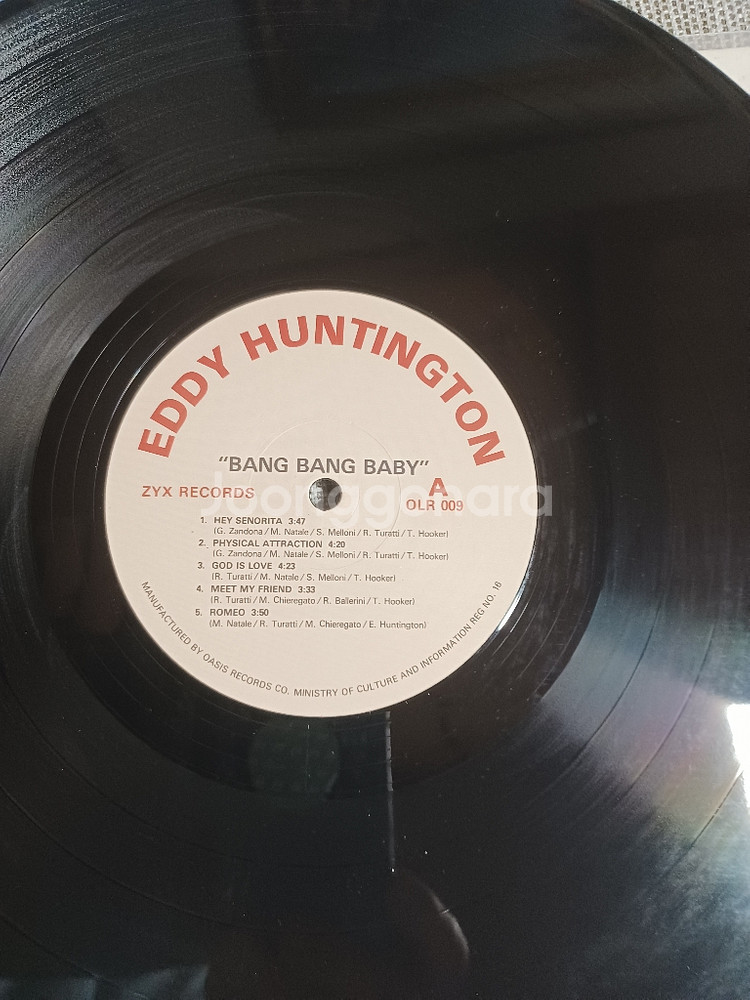 EDDY HUNTINGTON
"BANG BANG BABY"
ZYX RECORDS
A
OLR 009
Joonggonara
1. HEY SENORITA 3:47
(G. Zandona / M. Natale / S. Melloni / R. Turatti / T. Hooker)
2. PHYSICAL ATTRACTION 4:20
(G. Zandona / M. Natale / S. Melloni / R. Turatti / T. Hooker)
3. GOD IS LOVE 4:23
(R. Turatti / M. Natale / S. Melloni / T. Hooker)
4. MEET MY FRIEND 3:33
(R. Turatti / M. Chieregato / R. Ballerini / T. Hooker)
5. ROMEO 3:50
(M. Natale / R. Turatti / M. Chieregato / E. Huntington)
MANUFACTURED BY OASIS RECORDS CO. MINISTRY OF CULTURE AND INFORMATION REG NO. 18